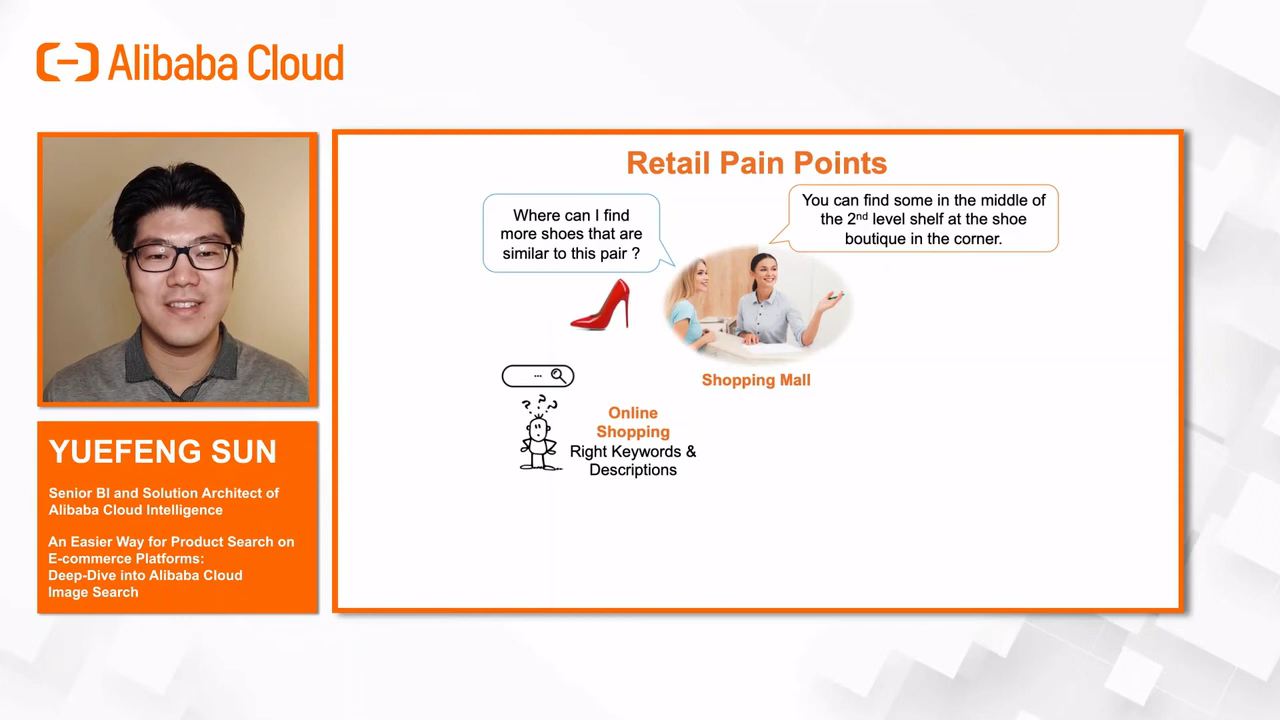 Alibaba Cloud
YUEFENG SUN
Senior BI and Solution Architect of
Alibaba Cloud Intelligence
An Easier Way for Product Search on
E-commerce Platforms:
Deep-Dive into Alibaba Cloud
Image Search
Retail Pain Points
Where can I find
more shoes that are
similar to this pair ?
You can find some in the middle of
the 2nd level shelf at the shoe
boutique in the corner.
Shopping Mall
...
? ? ?
Online
Shopping
Right Keywords &
Descriptions